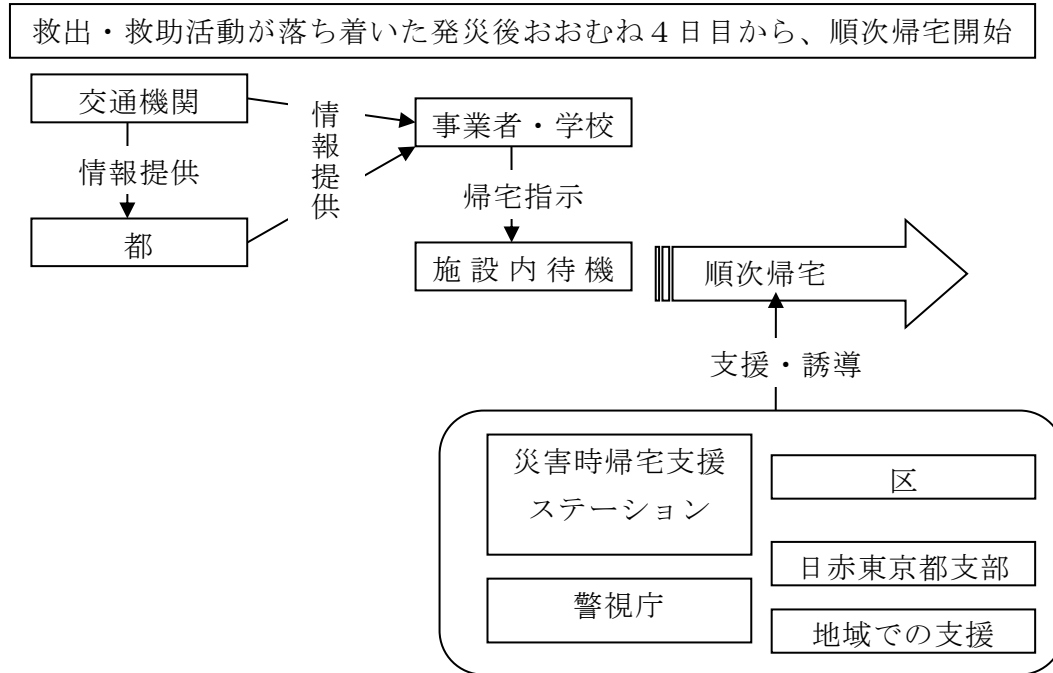 救出・救助活動が落ち着いた発災後おおむね４日目から、順次帰宅開始
交通機関
情報提供
事業者・学校
情報提供
帰宅指示
都
施設内待機
順次帰宅
支援・誘導
災害時帰宅支援
ステーション
区
日赤東京都支部
警視庁
地域での支援